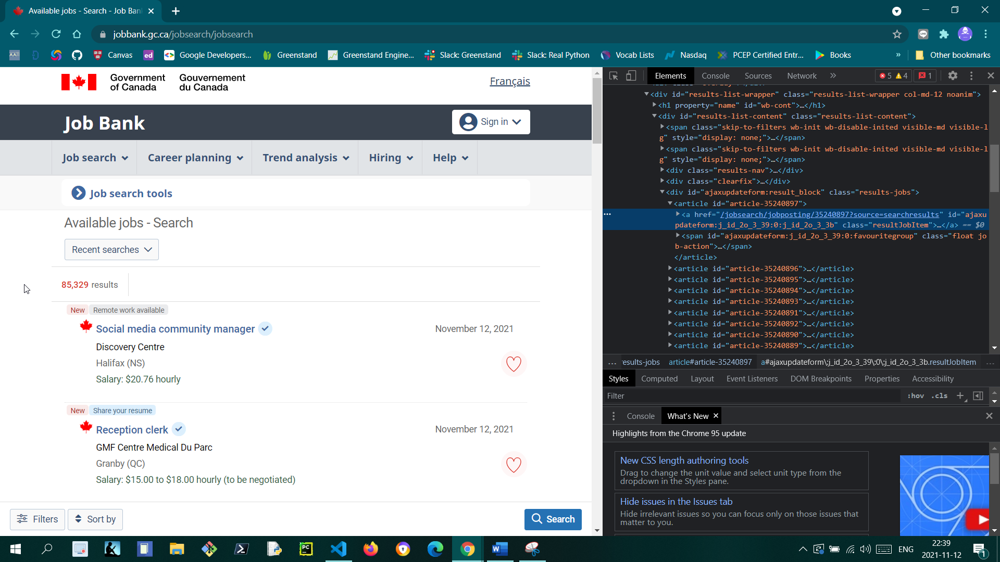 Available jobs - Search - Job Ban
jobbank.gc.ca/jobsearch/jobsearch
AATI
Canvas
ed
Google Developers...
Greenstand
Greenstand Engine...
Slack: Greenstand
Slack: Real Python
Vocab Lists
Nasdaq
PCEP Certified Entr...
Books
»
Other bookmarks
Government of Canada
Gouvernement du Canada
Français
Job Bank
Sign in
Job search
Career planning
Trend analysis
Hiring
Help
Job search tools
Available jobs - Search
Recent searches
85,329 results
New
Remote work available
Social media community manager
November 12, 2021
Discovery Centre
Halifax (NS)
Salary: $20.76 hourly
New
Share your resume
Reception clerk
November 12, 2021
GMF Centre Medical Du Parc
Granby (QC)
Salary: $15.00 to $18.00 hourly (to be negotiated)
Filters
Sort by
Search
Elements
Console
Sources
Network
»
5
4
1
<div id="results-list-wrapper" class="results-list-wrapper col-md-12 noanim">
<h1 property="name" id="wb-cont">…</h1>
<div id="results-list-content" class="results-list-content">
<span class="skip-to-filters wb-init wb-disable-inited visible-md visible-l
g" style="display: none;">…</span>
<span class="skip-to-filters wb-init wb-disable-inited visible-md visible-l
g" style="display: none;">…</span>
<div class="results-nav">…</div>
<div class="clearfix">…</div>
<div id="ajaxupdateform:result_block" class="results-jobs">
<article id="article-35240897">
<a href="/jobsearch/jobposting/35240897?source=searchresults" id="ajaxu
pdateform:j_id_2o_3_39:0:j_id_2o_3_3b" class="resultJobItem">…</a> == $0
<span id="ajaxupdateform:j_id_2o_3_39:0:favouritegroup" class="float jo
b-action">…</span>
</article>
<article id="article-35240896">…</article>
<article id="article-35240895">…</article>
<article id="article-35240894">…</article>
<article id="article-35240893">…</article>
<article id="article-35240891">…</article>
<article id="article-35240892">…</article>
<article id="article-35240890">…</article>
<article id="article-35240889">…</article>
... results-jobs
article#article-35240897
a#ajaxupdateform\:j_id_2o_3_39\:0\:j_id_2o_3_3b.resultJobItem
...
Styles
Computed
Layout
Event Listeners
DOM Breakpoints
Properties
Accessibility
Filter
:hov
.cls
Console
What's New
Highlights from the Chrome 95 update
New CSS length authoring tools
Drag to change the unit value and select unit type from the
dropdown in the Styles pane.
Hide issues in the Issues tab
Hide irrelevant issues so you can focus only on those issues that
matter to you.
PC
W
ENG
22:39
2021-11-12
1